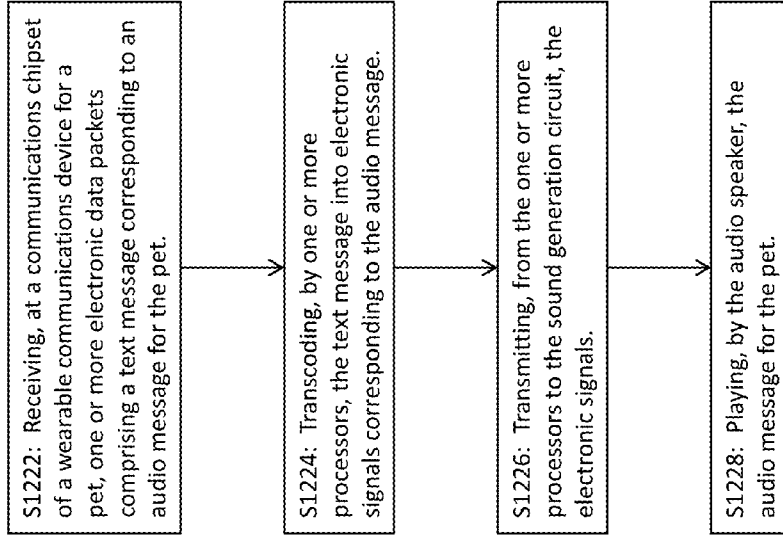 S1222: Receiving, at a communications chipset
of a wearable communications device for a
pet, one or more electronic data packets
comprising a text message corresponding to an
audio message for the pet.
S1224: Transcoding, by one or more
processors, the text message into electronic
signals corresponding to the audio message.
S1226: Transmitting, from the one or more
processors to the sound generation circuit, the
electronic signals.
S1228: Playing, by the audio speaker, the
audio message for the pet.